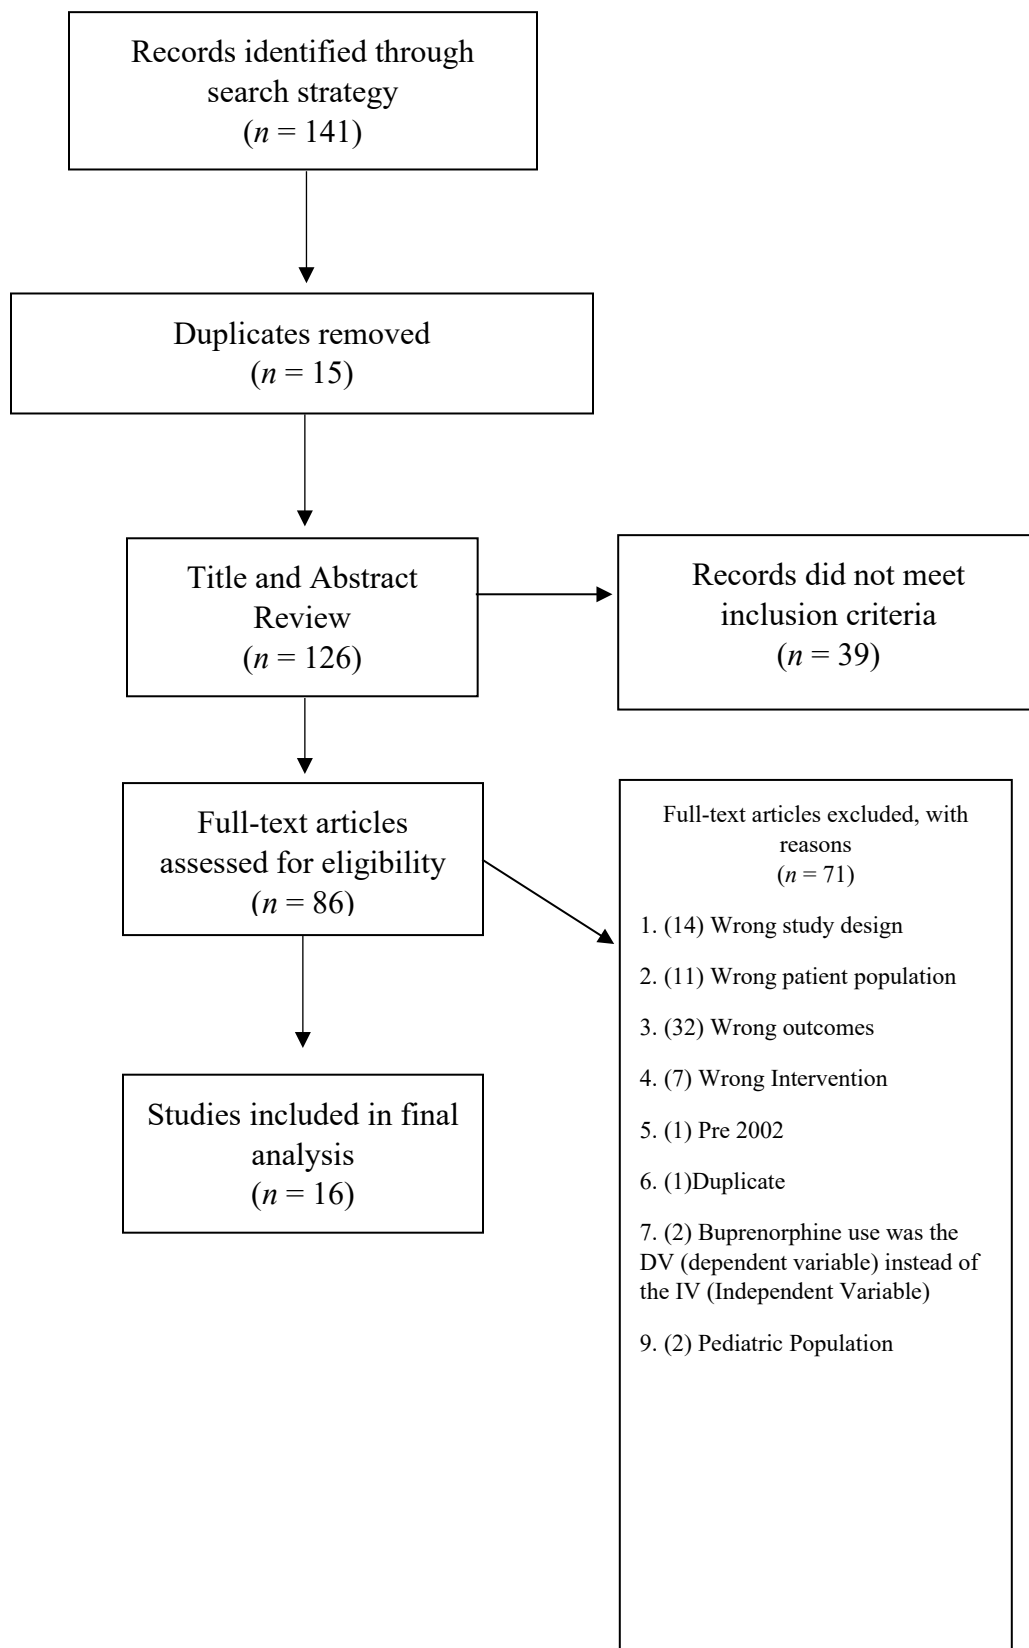 Records identified through
search strategy
(n = 141)
Duplicates removed
(n = 15)
Title and Abstract
Review
(n = 126)
Records did not meet
inclusion criteria
(n = 39)
Full-text articles
assessed for eligibility
(n = 86)
Full-text articles excluded, with
reasons
(n = 71)
1. (14) Wrong study design
2. (11) Wrong patient population
3. (32) Wrong outcomes
4. (7) Wrong Intervention
5. (1) Pre 2002
6. (1)Duplicate
7. (2) Buprenorphine use was the
DV (dependent variable) instead of
the IV (Independent Variable)
9. (2) Pediatric Population
Studies included in final
analysis
(n = 16)